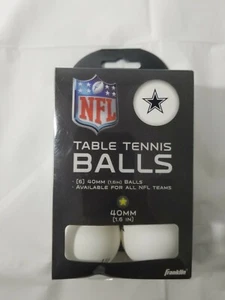 NFL
TABLE TENNIS
BALLS
• (6) 40MM (1.6in) BALLS
• AVAILABLE FOR ALL NFL TEAMS
40MM
(1.6 IN)
Franklin